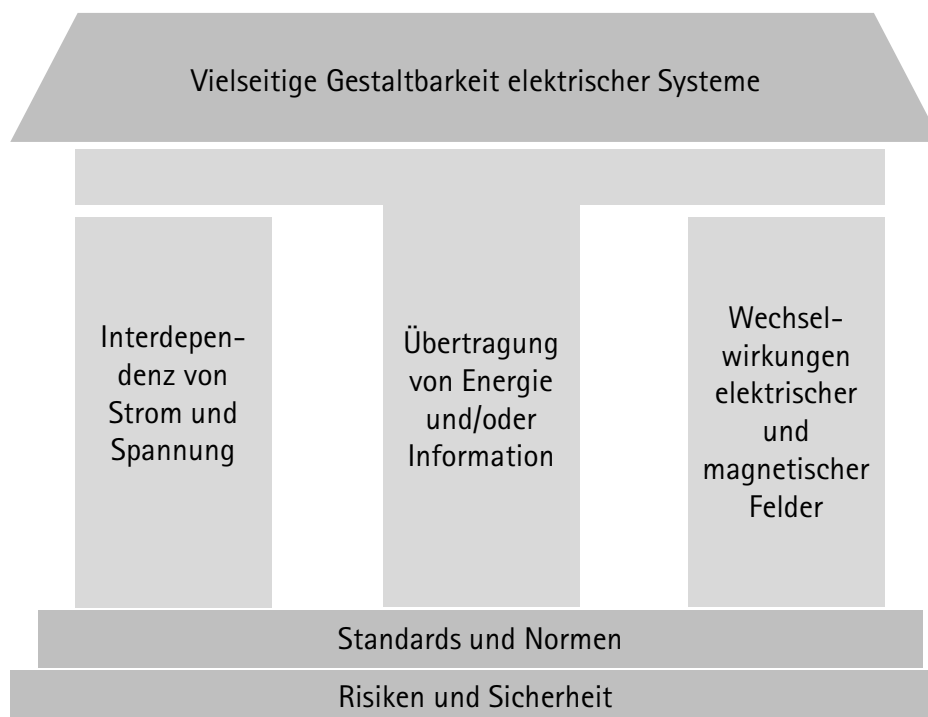 Vielseitige Gestaltbarkeit elektrischer Systeme
Interdepen-
denz von
Strom und
Spannung
Übertragung
von Energie
und/oder
Information
Wechsel-
wirkungen
elektrischer
und
magnetischer
Felder
Standards und Normen
Risiken und Sicherheit